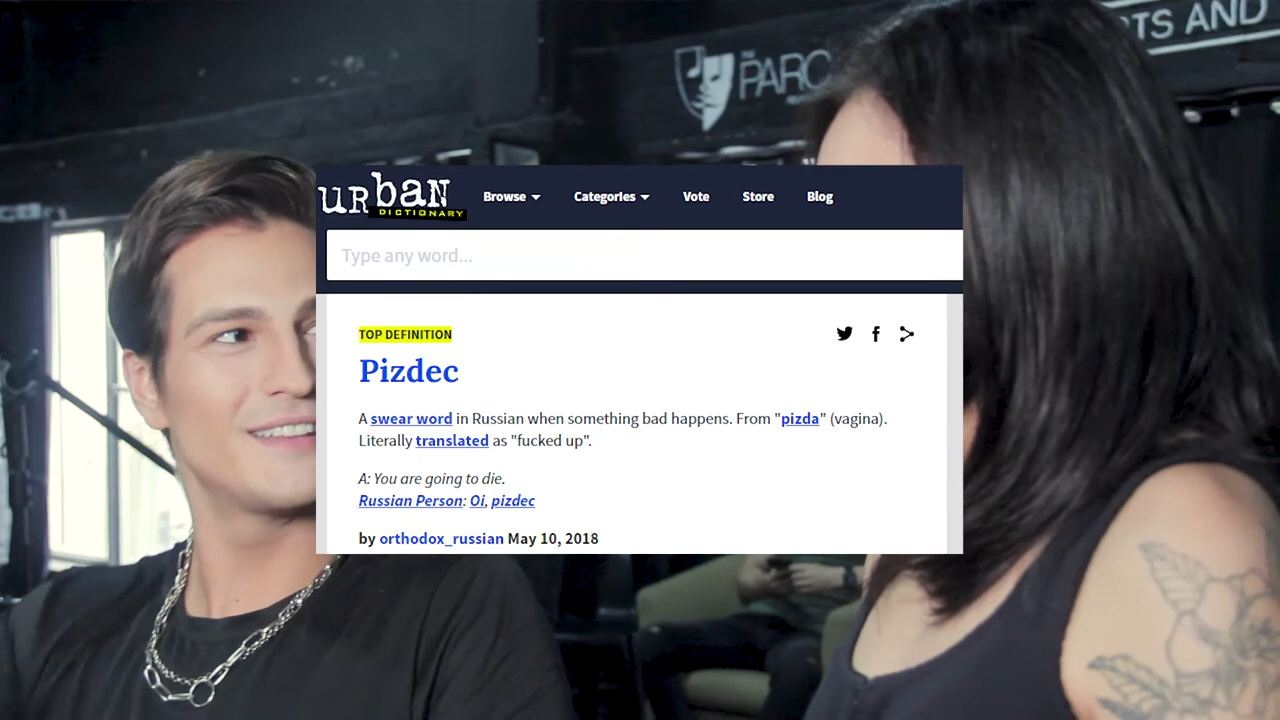 RTS AND
THE PARC
URBAN
DICTIONARY
Browse Categories Vote Store Blog
Type any word...
TOP DEFINITION
Pizdec
A swear word in Russian when something bad happens. From "pizda" (vagina).
Literally translated as "fucked up".
A: You are going to die.
Russian Person: Oi, pizdec
by orthodox_russian May 10, 2018